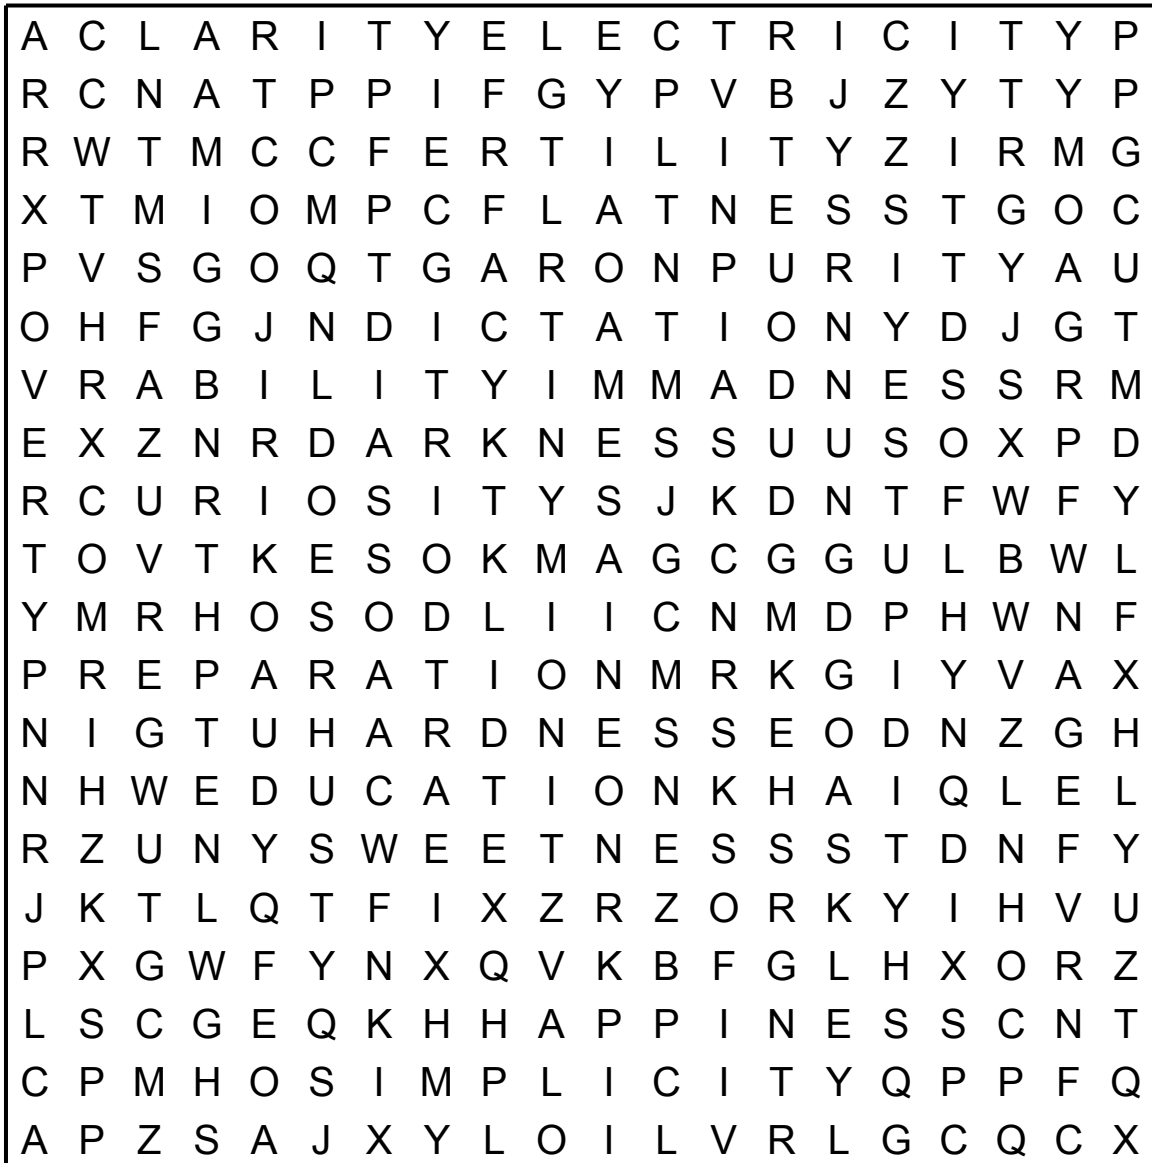 A C L A R I T Y E L E C T R I C I T Y P
R C N A T P P I F G Y P V B J Z Y T Y P
R W T M C C F E R T I L I T Y Z I R M G
X T M I O M P C F L A T N E S S T G O C
P V S G O Q T G A R O N P U R I T Y A U
O H F G J N D I C T A T I O N Y D J G T
V R A B I L I T Y I M M A D N E S S R M
E X Z N R D A R K N E S S U U S O X P D
R C U R I O S I T Y S J K D N T F W F Y
T O V T K E S O K M A G C G G U L B W L
Y M R H O S O D L I I C N M D P H W N F
P R E P A R A T I O N M R K G I Y V A X
N I G T U H A R D N E S S E O D N Z G H
N H W E D U C A T I O N K H A I Q L E L
R Z U N Y S W E E T N E S S S T D N F Y
J K T L Q T F I X Z R Z O R K Y I H V U
P X G W F Y N X Q V K B F G L H X O R Z
L S C G E Q K H H A P P I N E S S C N T
C P M H O S I M P L I C I T Y Q P P F Q
A P Z S A J X Y L O I L V R L G C Q C X